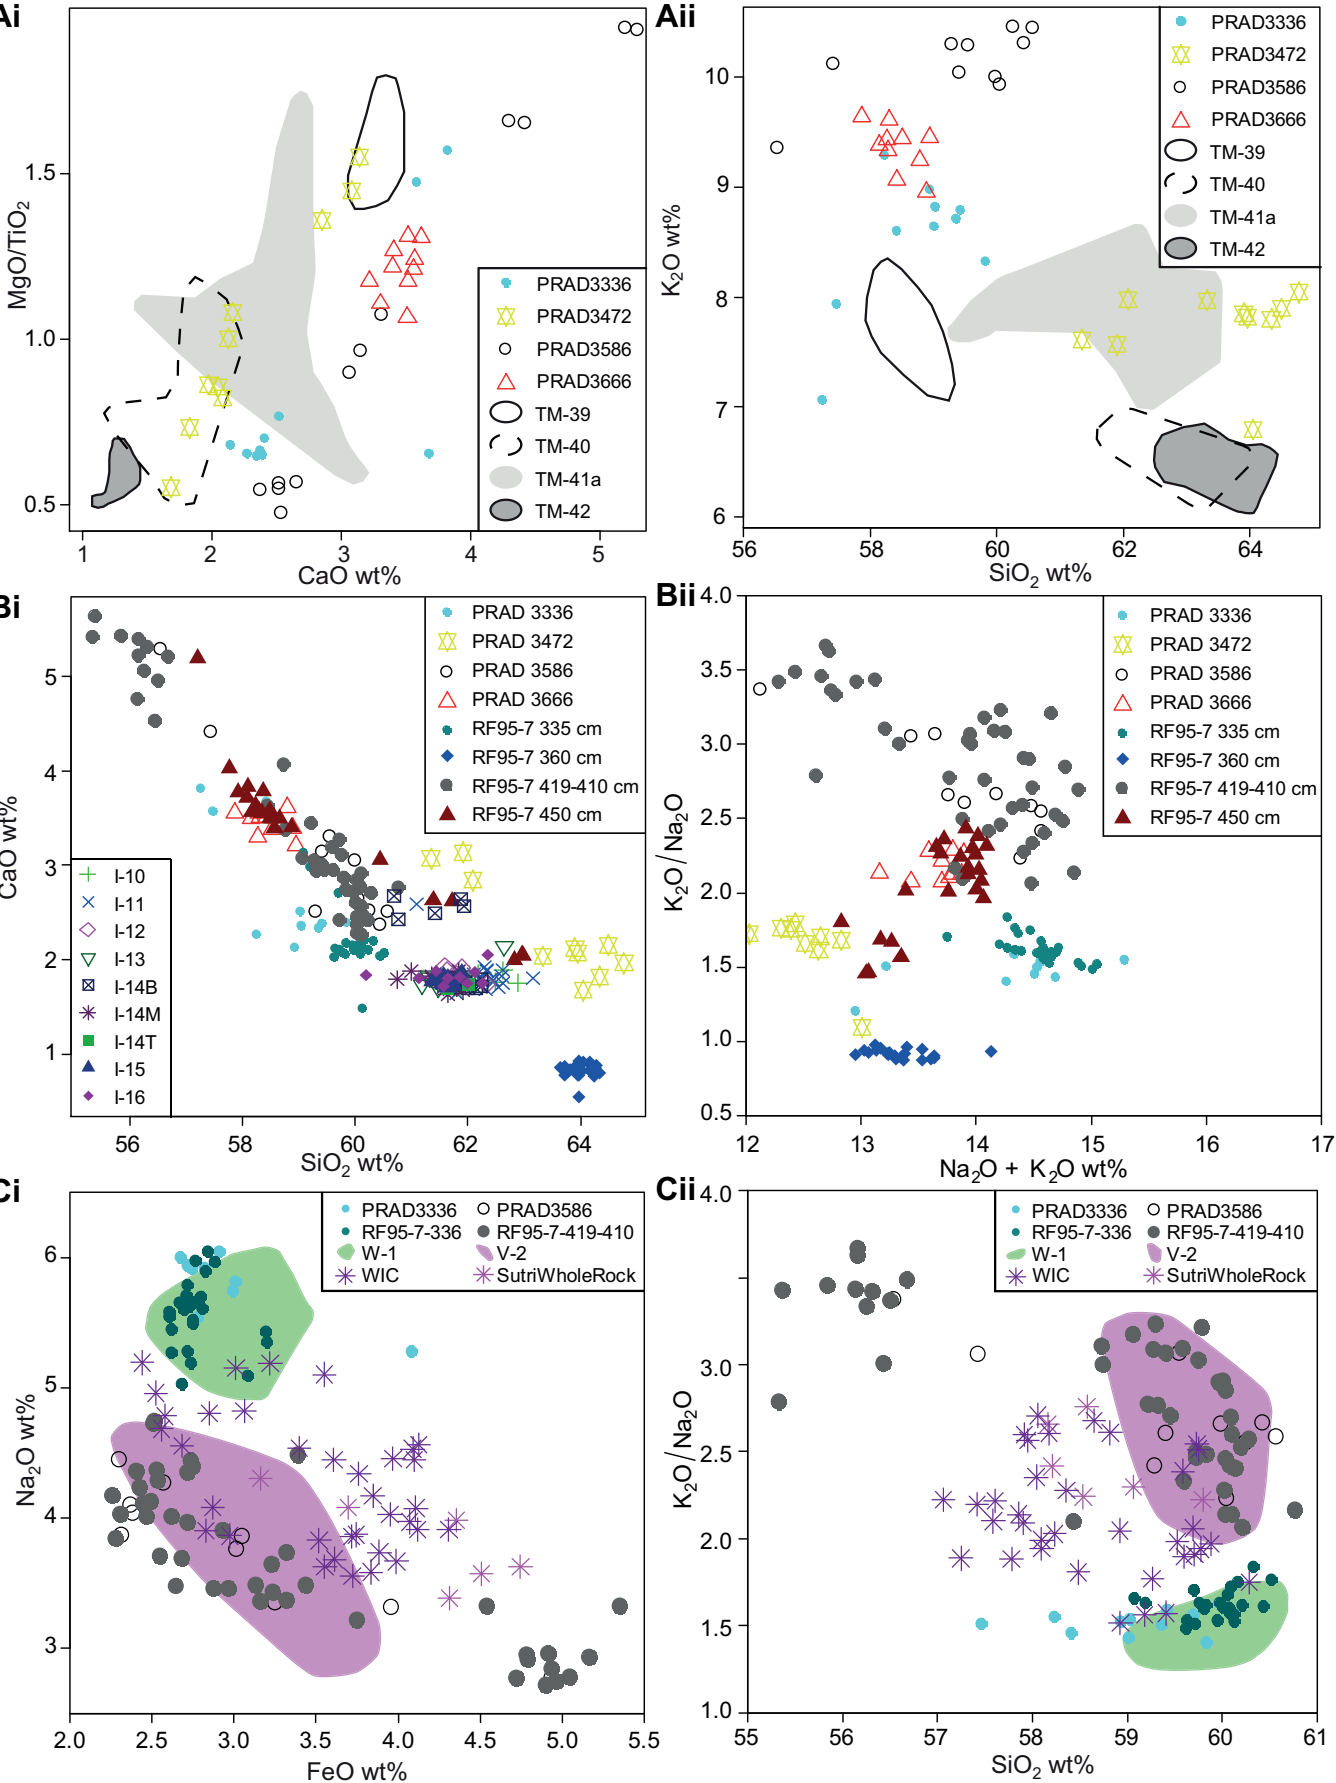 Ai
MgO/TiO2
1.5
1.0
0.5
1
2
3
4
5
CaO wt%
PRAD3336
PRAD3472
PRAD3586
PRAD3666
TM-39
TM-40
TM-41a
TM-42
Aii
K2O wt%
10
9
8
7
6
56
58
60
62
64
SiO2 wt%
PRAD3336
PRAD3472
PRAD3586
PRAD3666
TM-39
TM-40
TM-41a
TM-42
Bi
CaO wt%
5
4
3
2
1
56
58
60
62
64
SiO2 wt%
PRAD 3336
PRAD 3472
PRAD 3586
PRAD 3666
RF95-7 335 cm
RF95-7 360 cm
RF95-7 419-410 cm
RF95-7 450 cm
I-10
I-11
I-12
I-13
I-14B
I-14M
I-14T
I-15
I-16
Bii
K2O/Na2O
4.0
3.5
3.0
2.5
2.0
1.5
1.0
0.5
12
13
14
15
16
17
Na2O + K2O wt%
PRAD 3336
PRAD 3472
PRAD 3586
PRAD 3666
RF95-7 335 cm
RF95-7 360 cm
RF95-7 419-410 cm
RF95-7 450 cm
Ci
Na2O wt%
6
5
4
3
2.0
2.5
3.0
3.5
4.0
4.5
5.0
5.5
FeO wt%
PRAD3336
PRAD3586
RF95-7-336
RF95-7-419-410
W-1
V-2
WIC
SutriWholeRock
Cii
K2O/Na2O
4.0
3.0
2.5
2.0
1.5
1.0
55
56
57
58
59
60
61
SiO2 wt%
PRAD3336
PRAD3586
RF95-7-336
RF95-7-419-410
W-1
V-2
WIC
SutriWholeRock